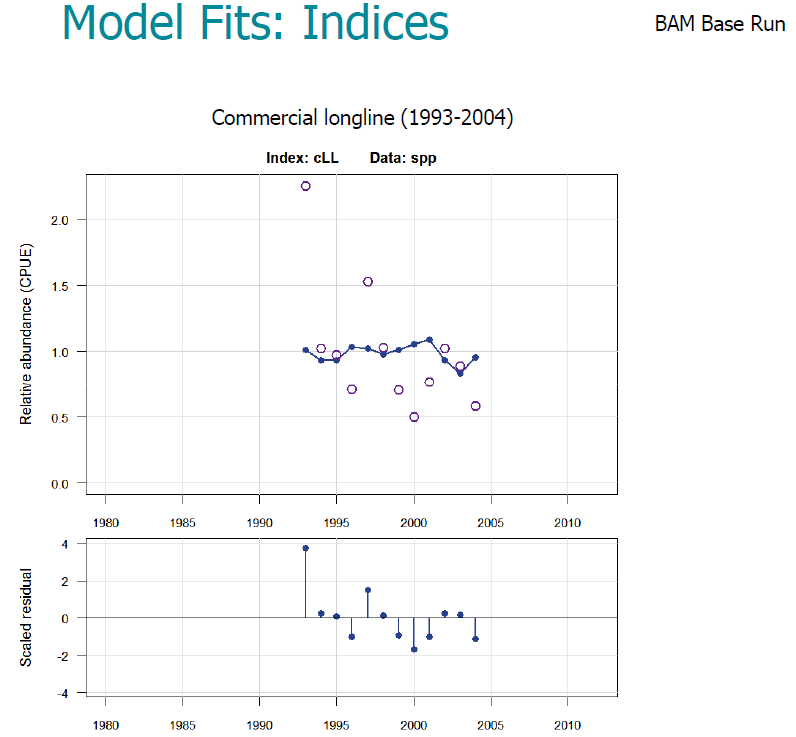 Model Fits: Indices
BAM Base Run
Commercial longline (1993-2004)
Index: cLL Data: spp
Relative abundance (CPUE)
2.0
1.5
1.0
0.5
0.0
1980 1985 1990 1995 2000 2005 2010
Scaled residual
4
2
0
-2
-4
1980 1985 1990 1995 2000 2005 2010